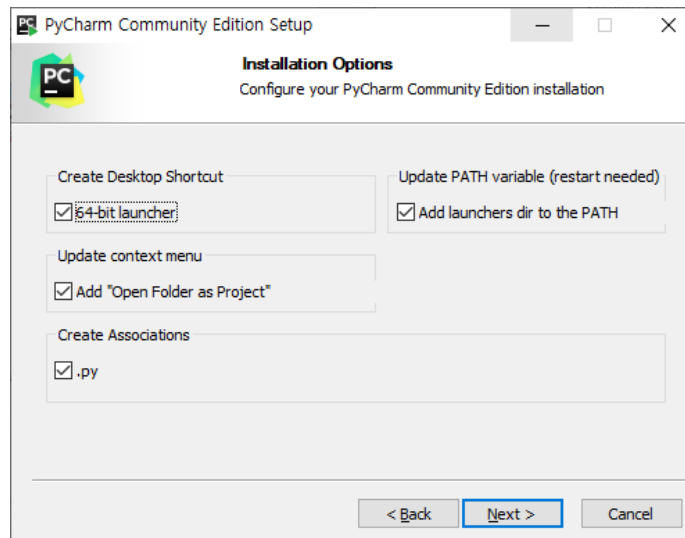 PyCharm Community Edition Setup
PC
Installation Options
Configure your PyCharm Community Edition installation
Create Desktop Shortcut
64-bit launcher
Update PATH variable (restart needed)
Add launchers dir to the PATH
Update context menu
Add "Open Folder as Project"
Create Associations
.py
< Back
Next >
Cancel